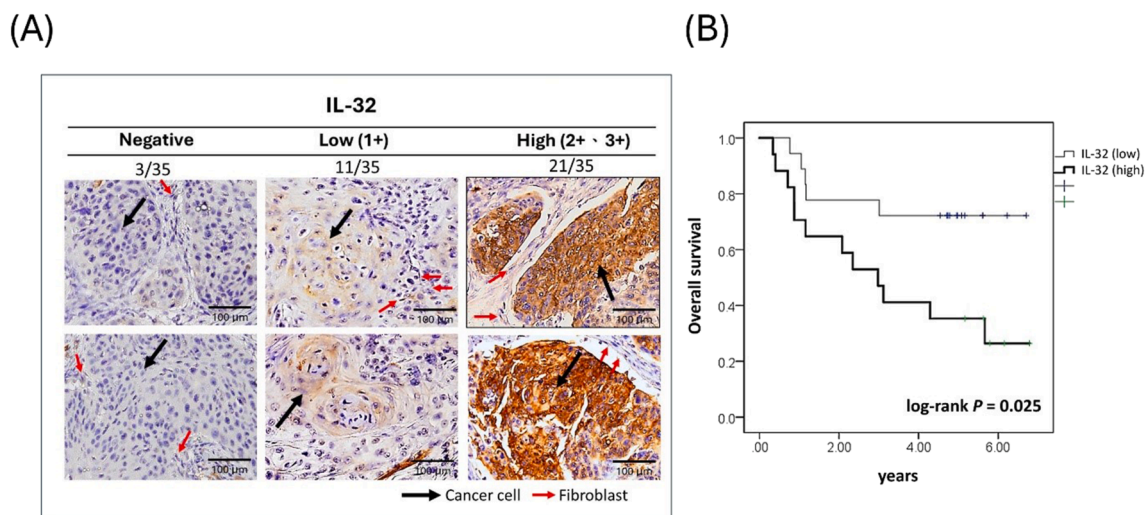 (A)
(B)
IL-32
Negative
Low (1+)
High (2+、3+)
3/35
11/35
21/35
100 μm
100 μm
100 μm
100 μm
100 μm
100 μm
Cancer cell
Fibroblast
Overall survival
1.0
0.8
0.6
0.4
0.2
0.0
.00
2.00
4.00
6.00
years
log-rank P = 0.025
IL-32 (low)
IL-32 (high)